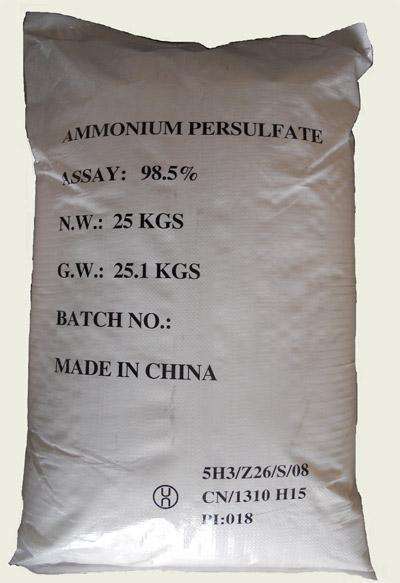 AMMONIUM PERSULFATE
ASSAY: 98.5%
N.W.: 25 KGS
G.W.: 25.1 KGS
BATCH NO.:
MADE IN CHINA
5H3/Z26/S/08
un
CN/1310 H15
PI:018